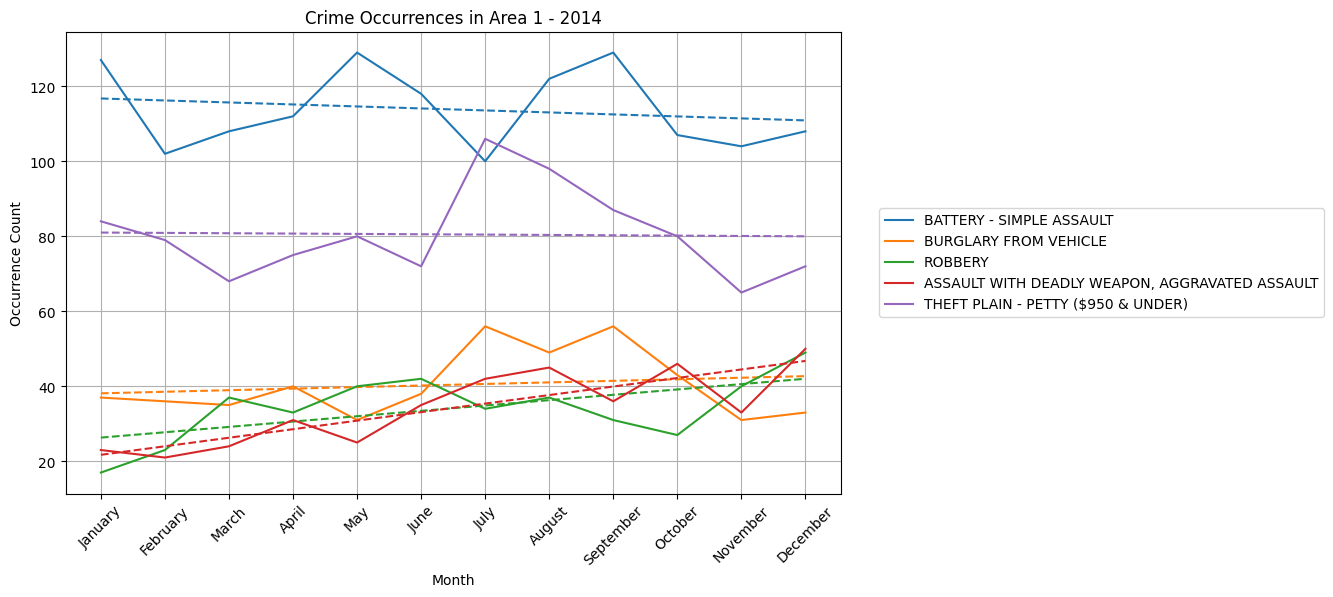 Crime Occurrences in Area 1 - 2014
Occurrence Count
120
100
80
60
40
20
January
February
March
April
May
June
July
August
September
October
November
December
Month
BATTERY - SIMPLE ASSAULT
BURGLARY FROM VEHICLE
ROBBERY
ASSAULT WITH DEADLY WEAPON, AGGRAVATED ASSAULT
THEFT PLAIN - PETTY ($950 & UNDER)